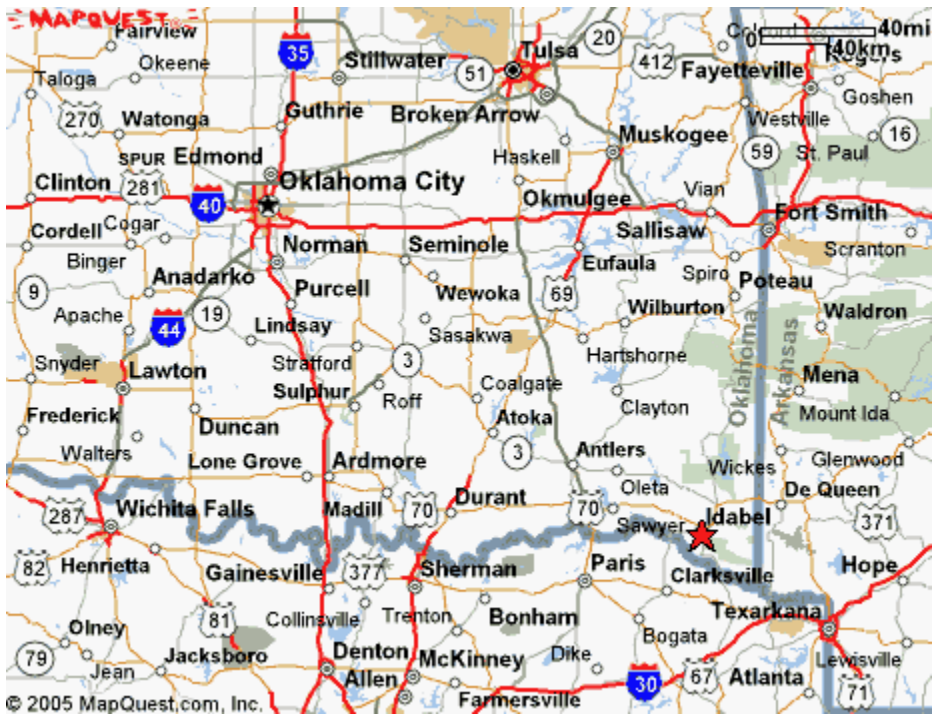 MAPQUEST
40mi
0
40km
Fairview
35
Stillwater
Tulsa
20
412
Rogers
Taloga
Okeene
51
Fayetteville
Goshen
270
Watonga
Guthrie
Broken Arrow
Westville
16
SPUR
Edmond
Haskell
Muskogee
59
St. Paul
Clinton
281
40
Oklahoma City
Okmulgee
Vian
Cordell
Cogar
Norman
Seminole
Sallisaw
Fort Smith
Binger
Eufaula
Spiro
Scranton
9
Anadarko
Purcell
Wewoka
69
Poteau
Apache
44
19
Lindsay
Sasakwa
Wilburton
Waldron
Snyder
Stratford
3
Hartshorne
Oklahoma
Arkansas
Lawton
Sulphur
Roff
Coalgate
Mena
Frederick
Duncan
Atoka
Clayton
Mount Ida
Walters
Lone Grove
Ardmore
3
Antlers
Wickes
Glenwood
Oleta
De Queen
287
Wichita Falls
Madill
70
Durant
70
Sawyer
Idabel
371
82
Henrietta
Gainesville
377
Sherman
Paris
Clarksville
Hope
81
Collinsville
Trenton
Bonham
Texarkana
Olney
Bogata
79
Jean
Jacksboro
Denton
McKinney
Dike
Lewisville
Allen
Farmersville
30
67
Atlanta
71
© 2005 MapQuest.com, Inc.